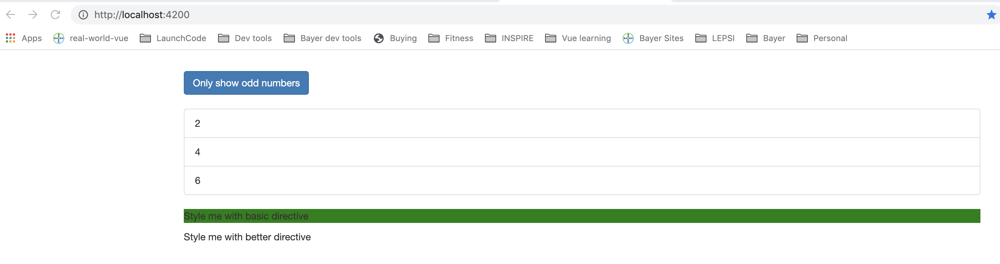 http://localhost:4200
Apps real-world-vue LaunchCode Dev tools Bayer dev tools Buying Fitness INSPIRE Vue learning Bayer Sites LEPSI Bayer Personal
Only show odd numbers
2
4
6
Style me with basic directive
Style me with better directive